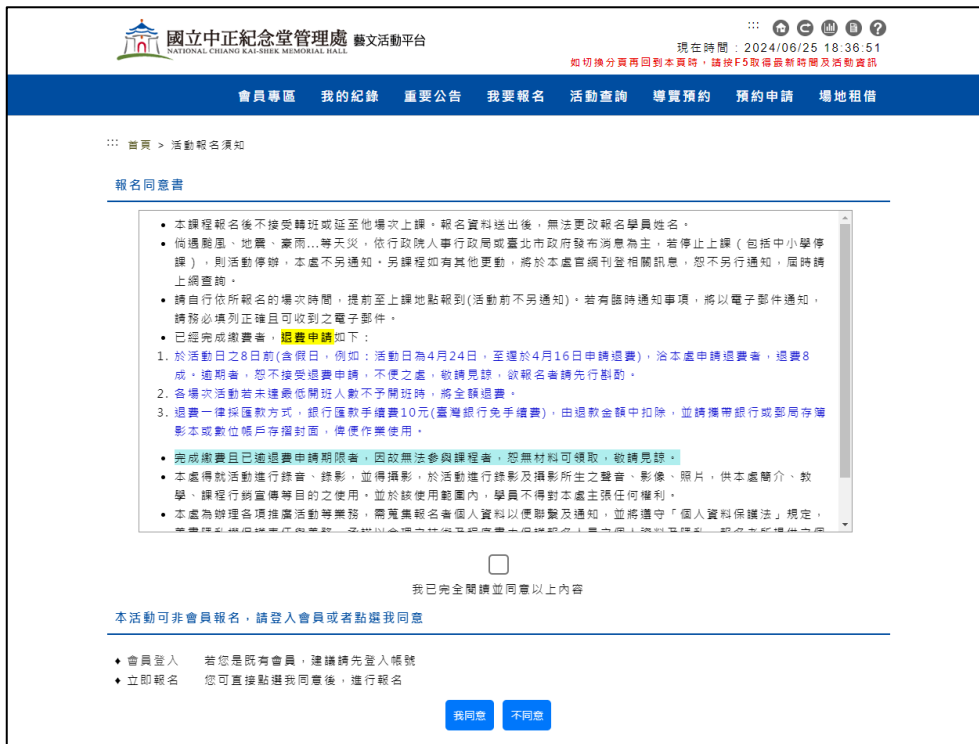 :::
國立中正紀念堂管理處 藝文活動平台
NATIONAL CHIANG KAI-SHEK MEMORIAL HALL
現在時間：2024/06/25 18:36:51
如切換分頁再回到本頁時，請按F5取得最新時間及活動資訊
會員專區 我的紀錄 重要公告 我要報名 活動查詢 導覽預約 預約申請 場地租借
::: 首頁 > 活動報名須知
報名同意書
• 本課程報名後不接受轉班或延至他場次上課。報名資料送出後，無法更改報名學員姓名。
• 倘遇颱風、地震、豪雨...等天災，依行政院人事行政局或臺北市政府發布消息為主，若停止上課（包括中小學停
課），則活動停辦，本處不另通知。另課程如有其他更動，將於本處官網刊登相關訊息，恕不另行通知，屆時請
上網查詢。
• 請自行依所報名的場次時間，提前至上課地點報到(活動前不另通知)。若有臨時通知事項，將以電子郵件通知，
請務必填列正確且可收到之電子郵件。
• 已經完成繳費者，退費申請如下：
1. 於活動日之8日前(含假日，例如：活動日為4月24日，至遲於4月16日申請退費)，洽本處申請退費者，退費8
成。逾期者，恕不接受退費申請，不便之處，敬請見諒，欲報名者請先行斟酌。
2. 各場次活動若未達最低開班人數不予開班時，將全額退費。
3. 退費一律採匯款方式，銀行匯款手續費10元(臺灣銀行免手續費)，由退款金額中扣除，並請攜帶銀行或郵局存簿
影本或數位帳戶存摺封面，俾便作業使用。
• 完成繳費且已逾退費申請期限者，因故無法參與課程者，恕無材料可領取，敬請見諒。
• 本處得就活動進行錄音、錄影，並得攝影，於活動進行錄影及攝影所生之聲音、影像、照片，供本處簡介、教
學、課程行銷宣傳等目的之使用。並於該使用範圍內，學員不得對本處主張任何權利。
• 本處為辦理各項推廣活動等業務，需蒐集報名者個人資料以便聯繫及通知，並將遵守「個人資料保護法」規定，
我已完全閱讀並同意以上內容
本活動可非會員報名，請登入會員或者點選我同意
♦ 會員登入 若您是既有會員，建議請先登入帳號
♦ 立即報名 您可直接點選我同意後，進行報名
我同意 不同意